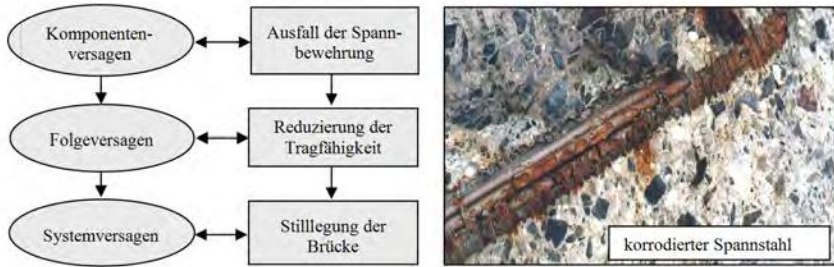 Komponenten-
versagen
Ausfall der Spann-
bewehrung
Folgeversagen
Reduzierung der
Tragfähigkeit
Systemversagen
Stilllegung der
Brücke
korrodierter Spannstahl